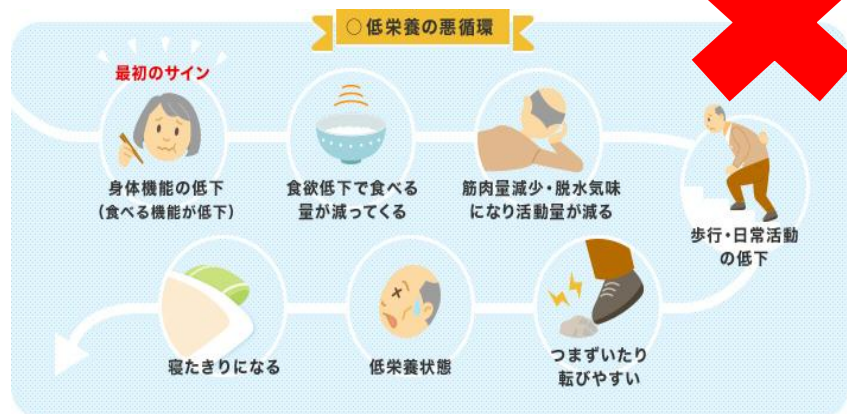 ○低栄養の悪循環
最初のサイン
身体機能の低下
（食べる機能が低下）
食欲低下で食べる
量が減ってくる
筋肉量減少・脱水気味
になり活動量が減る
歩行・日常活動
の低下
つまずいたり
転びやすい
低栄養状態
寝たきりになる